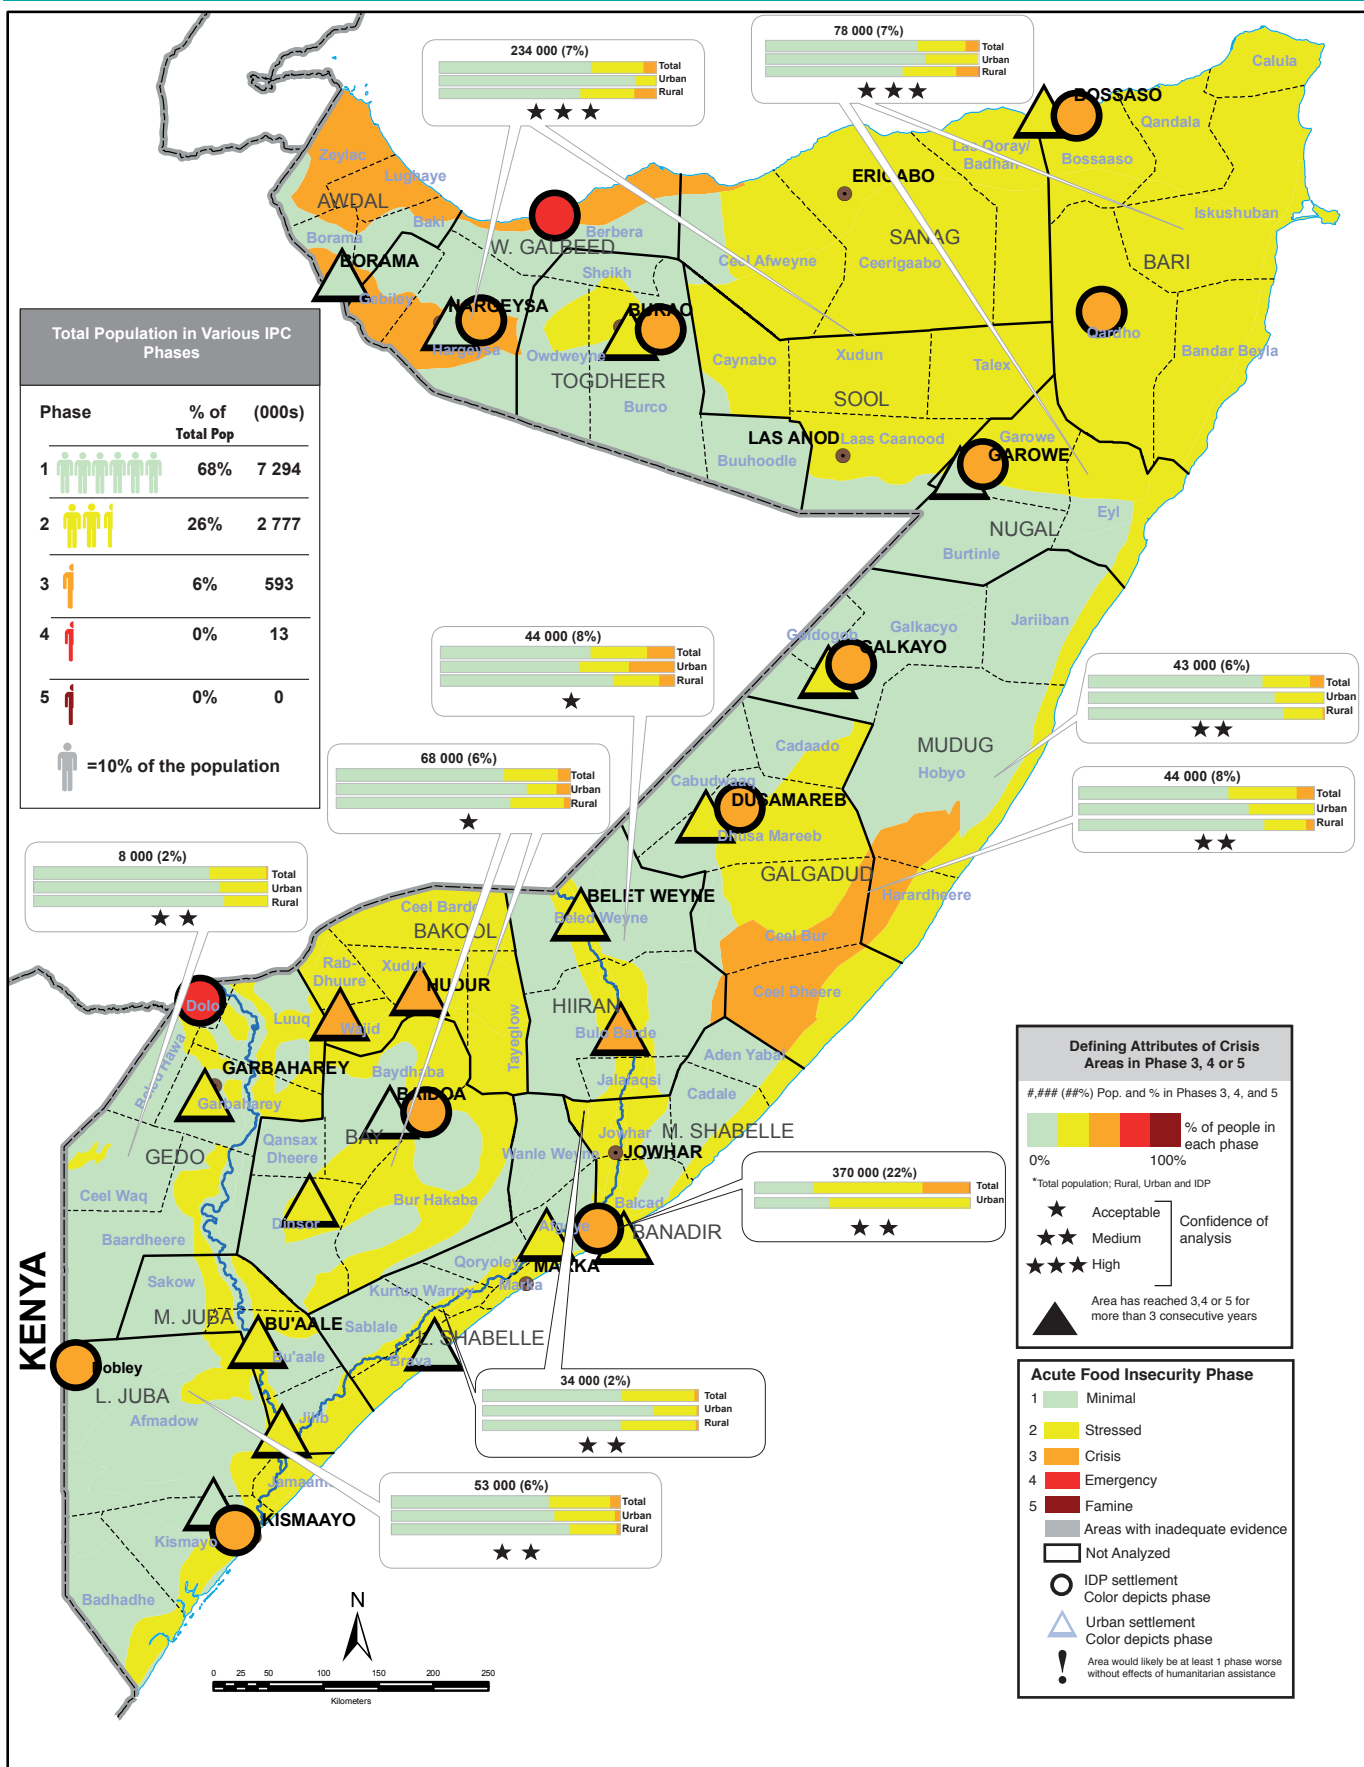 234 000 (7%)
Total
Urban
Rural
78 000 (7%)
Total
Urban
Rural
Calula
BOSSASO
Qandala
Las Qoray/
Badhan
Bossaaso
Zeylac
Lughaye
AWDAL
Baki
Borama
BORAMA
Gebiley
W. GALBEED
Berbera
ERIGABO
SANAG
Ceel Afweyne
Ceerigaabo
Iskushuban
BARI
Sheikh
HARGEYSA
Hargeysa
BURAO
Owdweyne
TOGDHEER
Burco
Qardho
Bandar Beyla
Caynabo
Xudun
Talex
SOOL
LAS ANOD
Laas Caanood
Buuhoodle
Garowe
GAROWE
Eyl
NUGAL
Burtinle
Total Population in Various IPC
Phases
Phase
% of
Total Pop
(000s)
1 68% 7 294
2 26% 2 777
3 6% 593
4 0% 13
5 0% 0
=10% of the population
44 000 (8%)
Total
Urban
Rural
Galkacyo
Jariiban
Goldogob
GALKAYO
43 000 (6%)
Total
Urban
Rural
MUDUG
Hobyo
Cadaado
Cabudwaaq
DUSAMAREB
Dhusa Mareeb
44 000 (8%)
Total
Urban
Rural
68 000 (6%)
Total
Urban
Rural
GALGADUD
Harardheere
8 000 (2%)
Total
Urban
Rural
BELET WEYNE
Beled Weyne
Ceel Barde
BAKOOL
Ceel Bur
Rab-
Dhuure
Xudur
HUDUR
Ceel Dheere
Dolo
Luuq
Wajid
HIIRAN
Bulo Barde
Tayeglow
Aden Yabal
Beled Hawa
GARBAHAREY
Garbaharey
Baydhaba
BAIDOA
Jalalaqsi
Cadale
BAY
Qansax
Dheere
Jowhar
M. SHABELLE
JOWHAR
Wanle Weyne
GEDO
Ceel Waq
Bur Hakaba
Dinsor
370 000 (22%)
Total
Urban
Balcad
Afgoye
BANADIR
Baardheere
Qoryoley
MARKA
Marka
Kurtun Warrey
Sakow
M. JUBA
Sablale
L. SHABELLE
BU'AALE
Bu'aale
Brava
KENYA
Dobley
L. JUBA
Afmadow
Jilib
34 000 (2%)
Total
Urban
Rural
Jamaame
53 000 (6%)
Total
Urban
Rural
KISMAAYO
Kismayo
Badhadhe
N
0 25 50 100 150 200 250
Kilometers
Defining Attributes of Crisis
Areas in Phase 3, 4 or 5
#,### (##%) Pop. and % in Phases 3, 4, and 5
% of people in
each phase
0% 100%
*Total population; Rural, Urban and IDP
Acceptable
Medium
High
Confidence of
analysis
Area has reached 3,4 or 5 for
more than 3 consecutive years
Acute Food Insecurity Phase
1 Minimal
2 Stressed
3 Crisis
4 Emergency
5 Famine
Areas with inadequate evidence
Not Analyzed
IDP settlement
Color depicts phase
Urban settlement
Color depicts phase
! Area would likely be at least 1 phase worse
without effects of humanitarian assistance